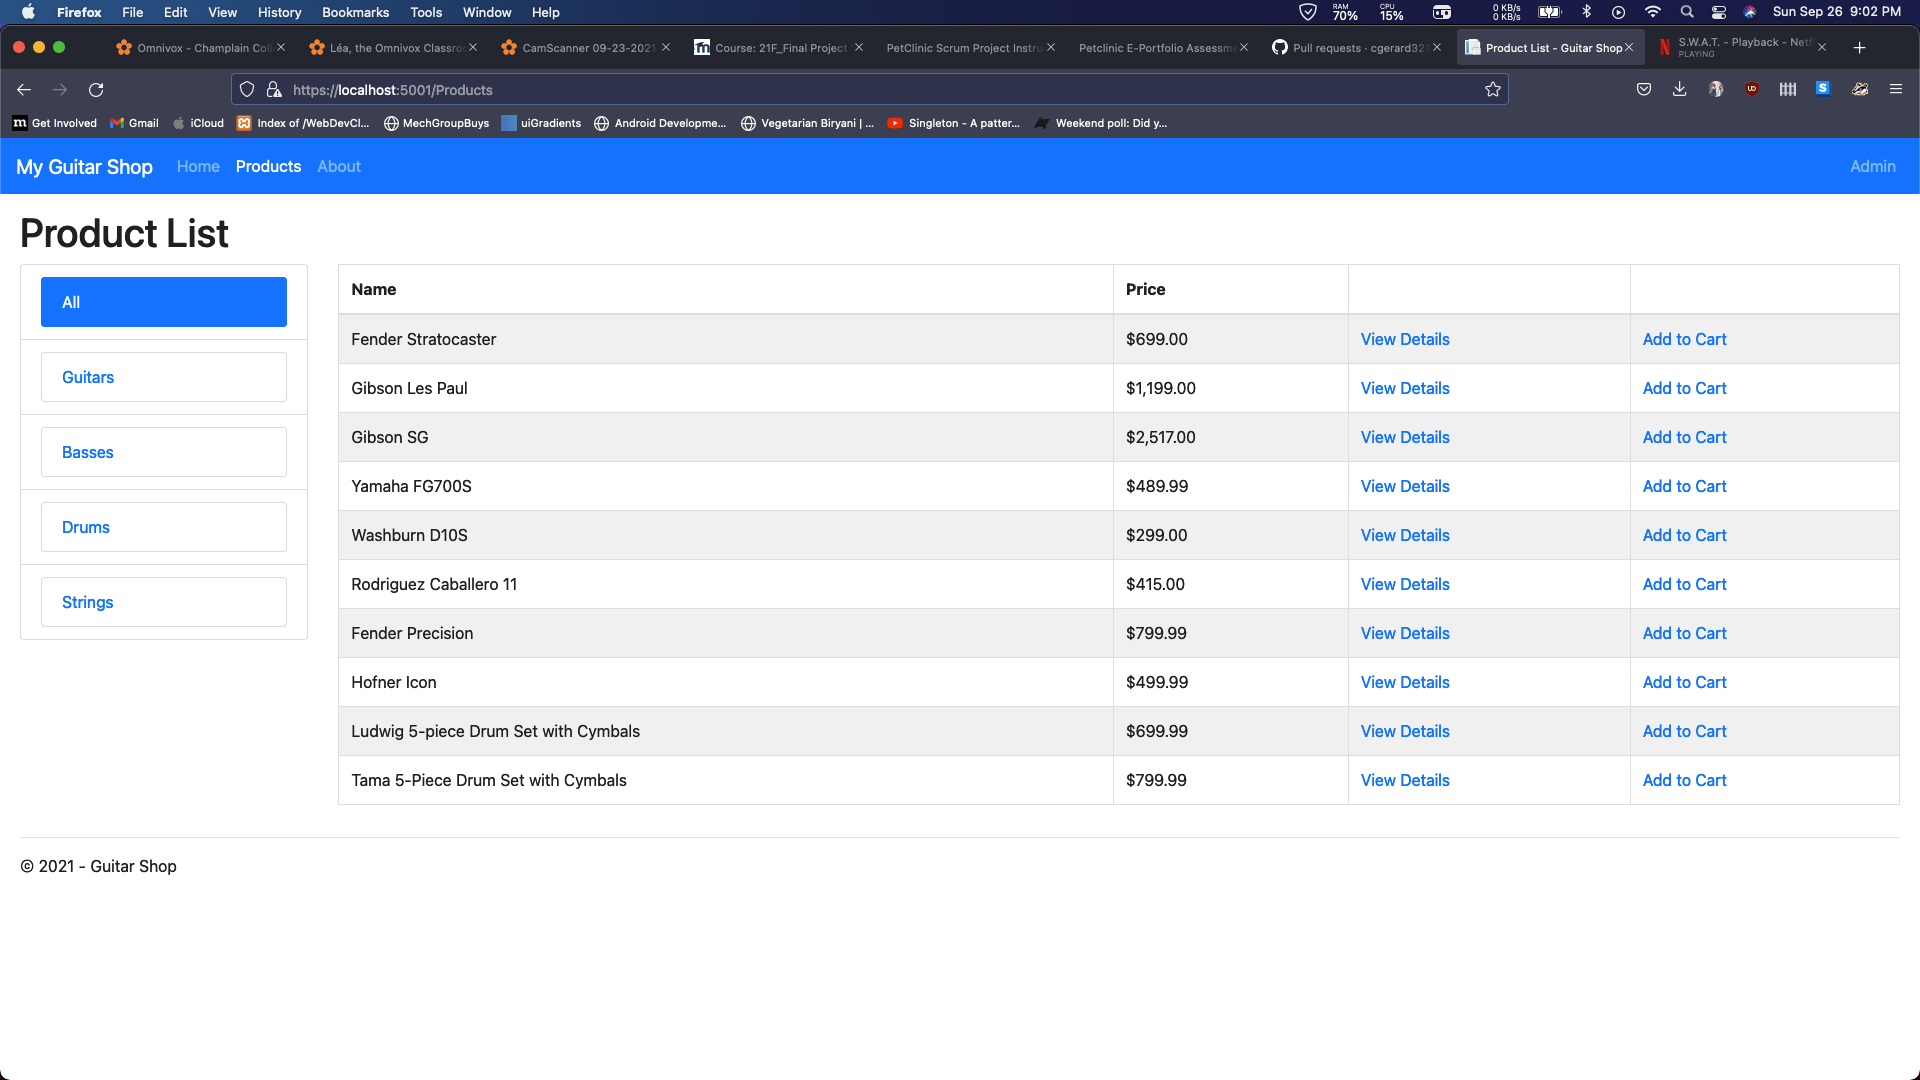 Firefox File Edit View History Bookmarks Tools Window Help RAM 70% CPU 15% 0 KB/s 0 KB/s Sun Sep 26 9:02 PM
Omnivox - Champlain Col Léa, the Omnivox Classro CamScanner 09-23-2021 Course: 21F_Final Project PetClinic Scrum Project Instru Petclinic E-Portfolio Assessm Pull requests · cgerard321 Product List - Guitar Shop S.W.A.T. - Playback - Netf
PLAYING
https://localhost:5001/Products
Get Involved Gmail iCloud Index of /WebDevCl... MechGroupBuys uiGradients Android Developme... Vegetarian Biryani | ... Singleton - A patter... Weekend poll: Did y...
My Guitar Shop Home Products About Admin
Product List
All
Guitars
Basses
Drums
Strings
Name Price
Fender Stratocaster $699.00 View Details Add to Cart
Gibson Les Paul $1,199.00 View Details Add to Cart
Gibson SG $2,517.00 View Details Add to Cart
Yamaha FG700S $489.99 View Details Add to Cart
Washburn D10S $299.00 View Details Add to Cart
Rodriguez Caballero 11 $415.00 View Details Add to Cart
Fender Precision $799.99 View Details Add to Cart
Hofner Icon $499.99 View Details Add to Cart
Ludwig 5-piece Drum Set with Cymbals $699.99 View Details Add to Cart
Tama 5-Piece Drum Set with Cymbals $799.99 View Details Add to Cart
© 2021 - Guitar Shop